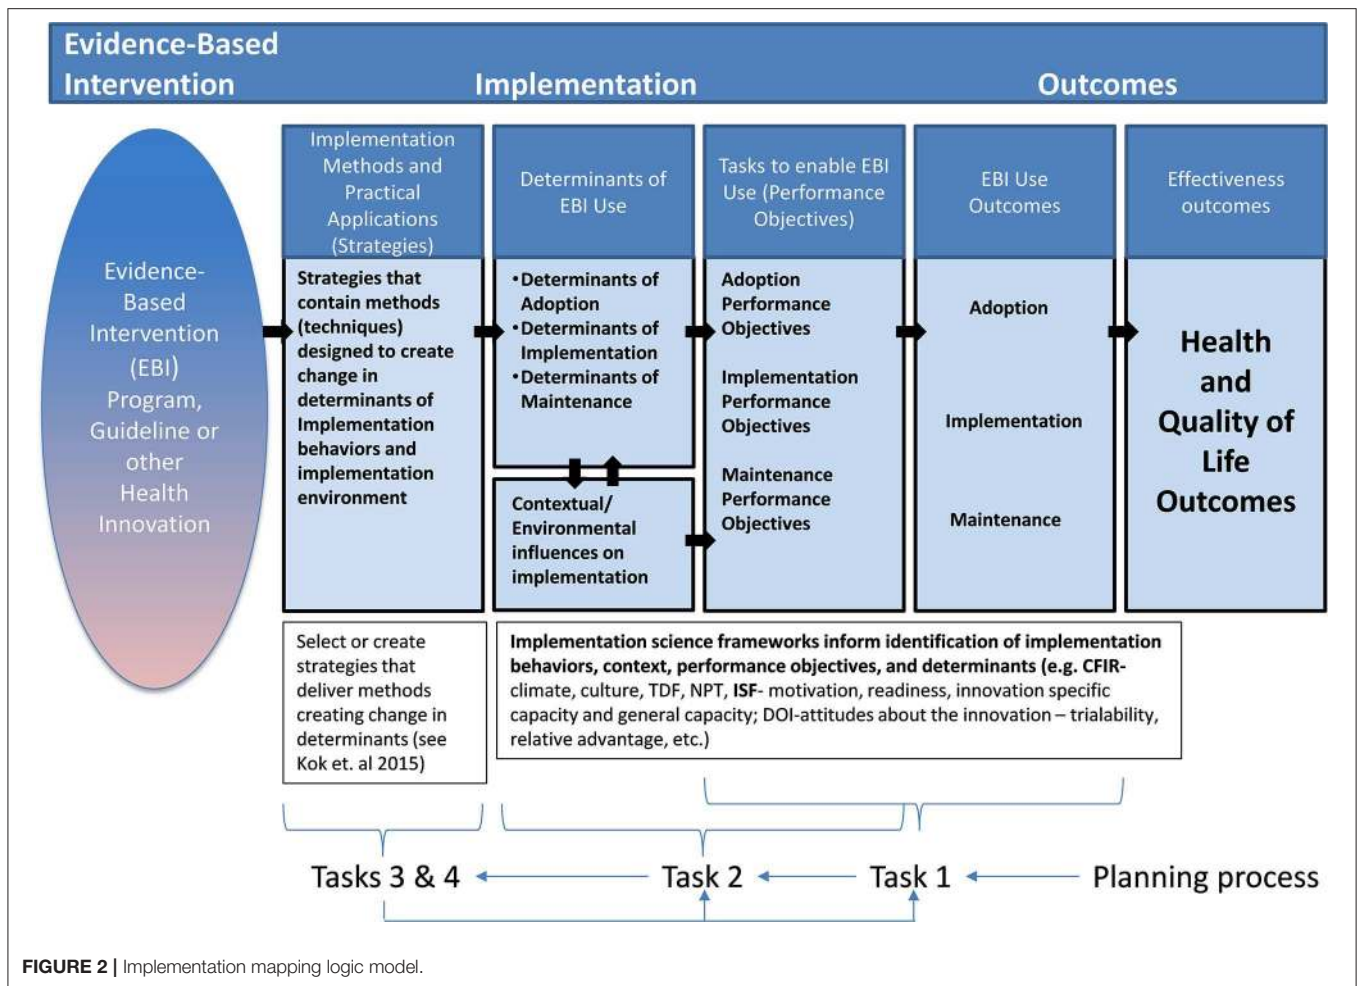 Evidence-Based
Intervention
Implementation
Outcomes
Evidence-
Based
Intervention
(EBI)
Program,
Guideline or
other
Health
Innovation
Implementation
Methods and
Practical
Applications
(Strategies)
Strategies that
contain methods
(techniques)
designed to create
change in
determinants of
Implementation
behaviors and
implementation
environment
Determinants of
EBI Use
•Determinants of
Adoption
•Determinants of
Implementation
•Determinants of
Maintenance
Contextual/
Environmental
influences on
implementation
Tasks to enable EBI
Use (Performance
Objectives)
Adoption
Performance
Objectives
Implementation
Performance
Objectives
Maintenance
Performance
Objectives
EBI Use
Outcomes
Adoption
Implementation
Maintenance
Effectiveness
outcomes
Health
and
Quality of
Life
Outcomes
Select or create
strategies that
deliver methods
creating change in
determinants (see
Kok et. al 2015)
Implementation science frameworks inform identification of implementation
behaviors, context, performance objectives, and determinants (e.g. CFIR-
climate, culture, TDF, NPT, ISF- motivation, readiness, innovation specific
capacity and general capacity; DOI-attitudes about the innovation – trialability,
relative advantage, etc.)
Tasks 3 & 4
Task 2
Task 1
Planning process
FIGURE 2 | Implementation mapping logic model.